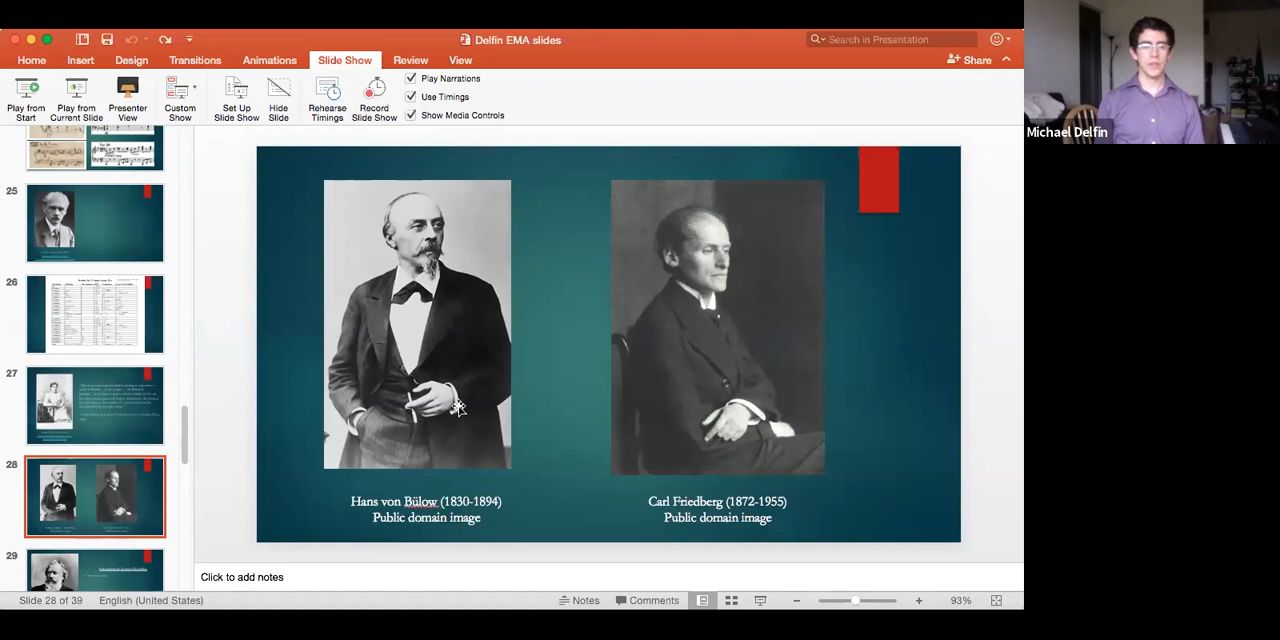 Delfin EMA slides
Search in Presentation
Home Insert Design Transitions Animations Slide Show Review View
Share
Play from Start
Play from Current Slide
Presenter View
Custom Show
Set Up Slide Show
Hide Slide
Rehearse Timings
Record Slide Show
Play Narrations
Use Timings
Show Media Controls
Michael Delfin
25
26
27
28
29
Hans von Bülow (1830-1894)
Public domain image
Carl Friedberg (1872-1955)
Public domain image
Click to add notes
Slide 28 of 39 English (United States) Notes Comments 93%